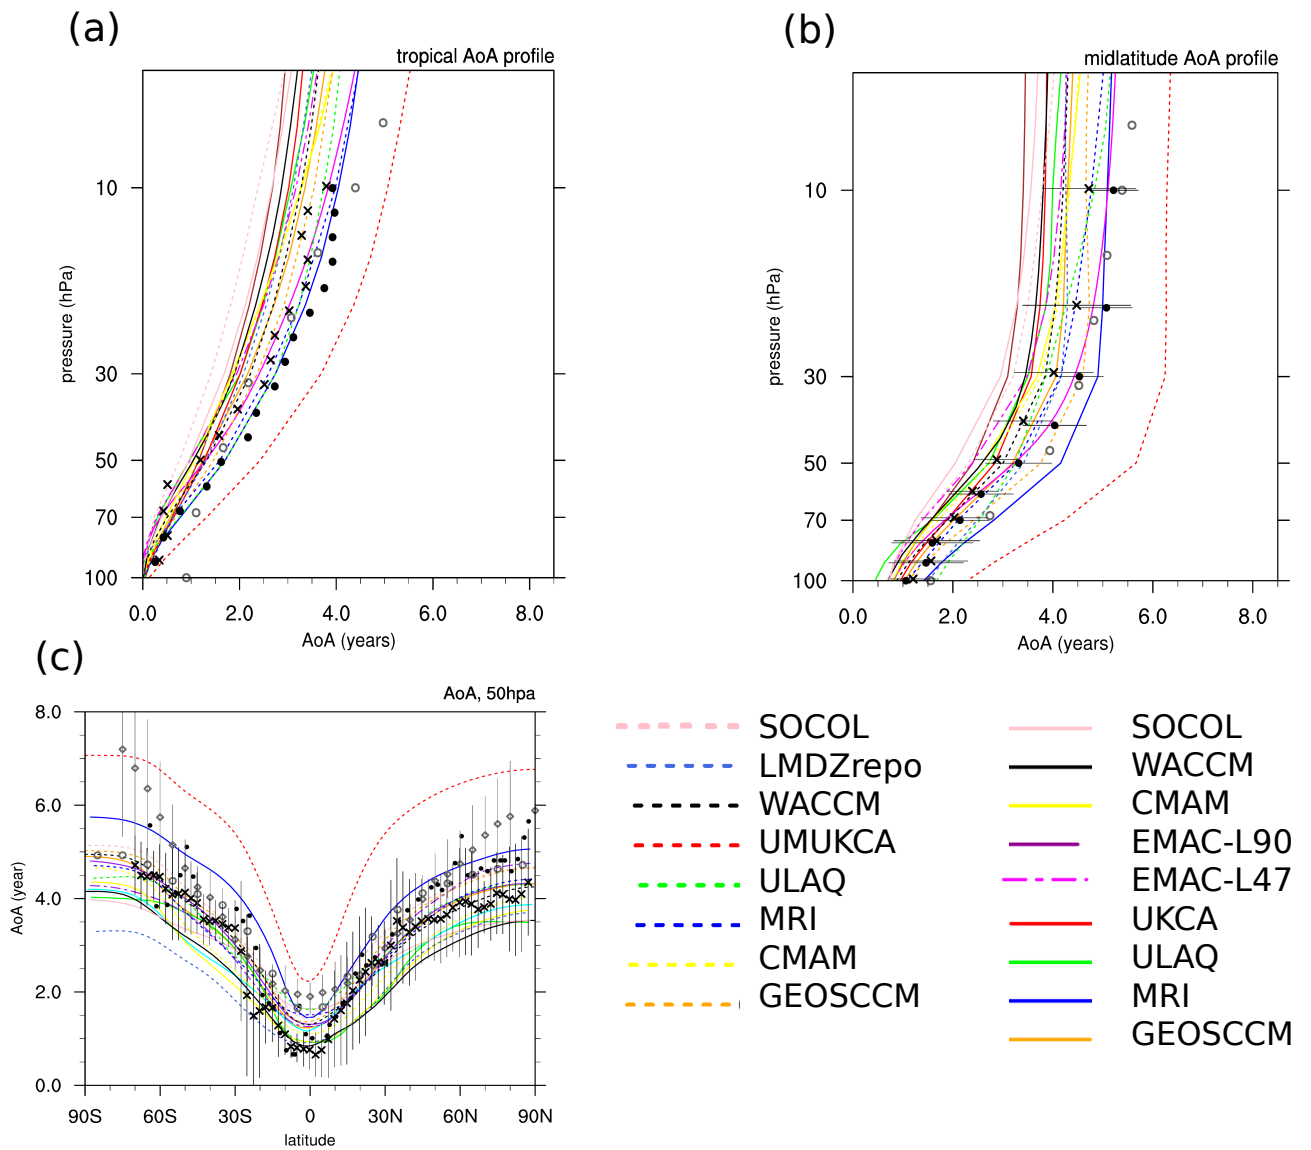 (a)
tropical AoA profile
pressure (hPa)
10
30
50
70
100
0.0 2.0 4.0 6.0 8.0
AoA (years)
(b)
midlatitude AoA profile
pressure (hPa)
10
30
50
70
100
0.0 2.0 4.0 6.0 8.0
AoA (years)
(c)
AoA, 50hpa
AoA (year)
8.0
6.0
4.0
2.0
0.0
90S 60S 30S 0 30N 60N 90N
latitude
SOCOL
LMDZrepo
WACCM
UMUKCA
ULAQ
MRI
CMAM
GEOSCCM
SOCOL
WACCM
CMAM
EMAC-L90
EMAC-L47
UKCA
ULAQ
MRI
GEOSCCM